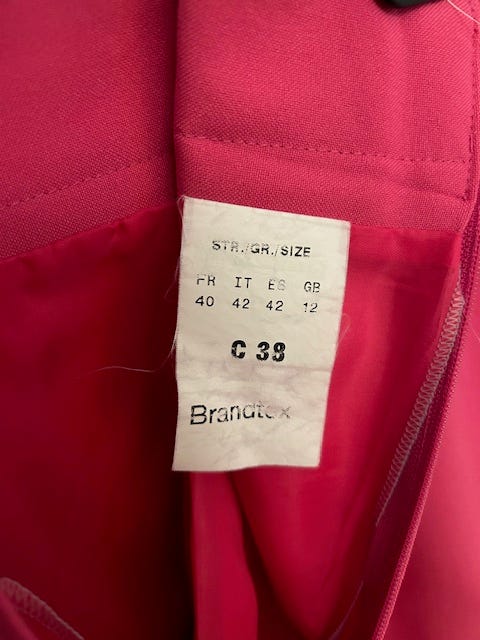 STR./GR./SIZE
FR IT ES GB
40 42 42 12
C 38
Brandtex